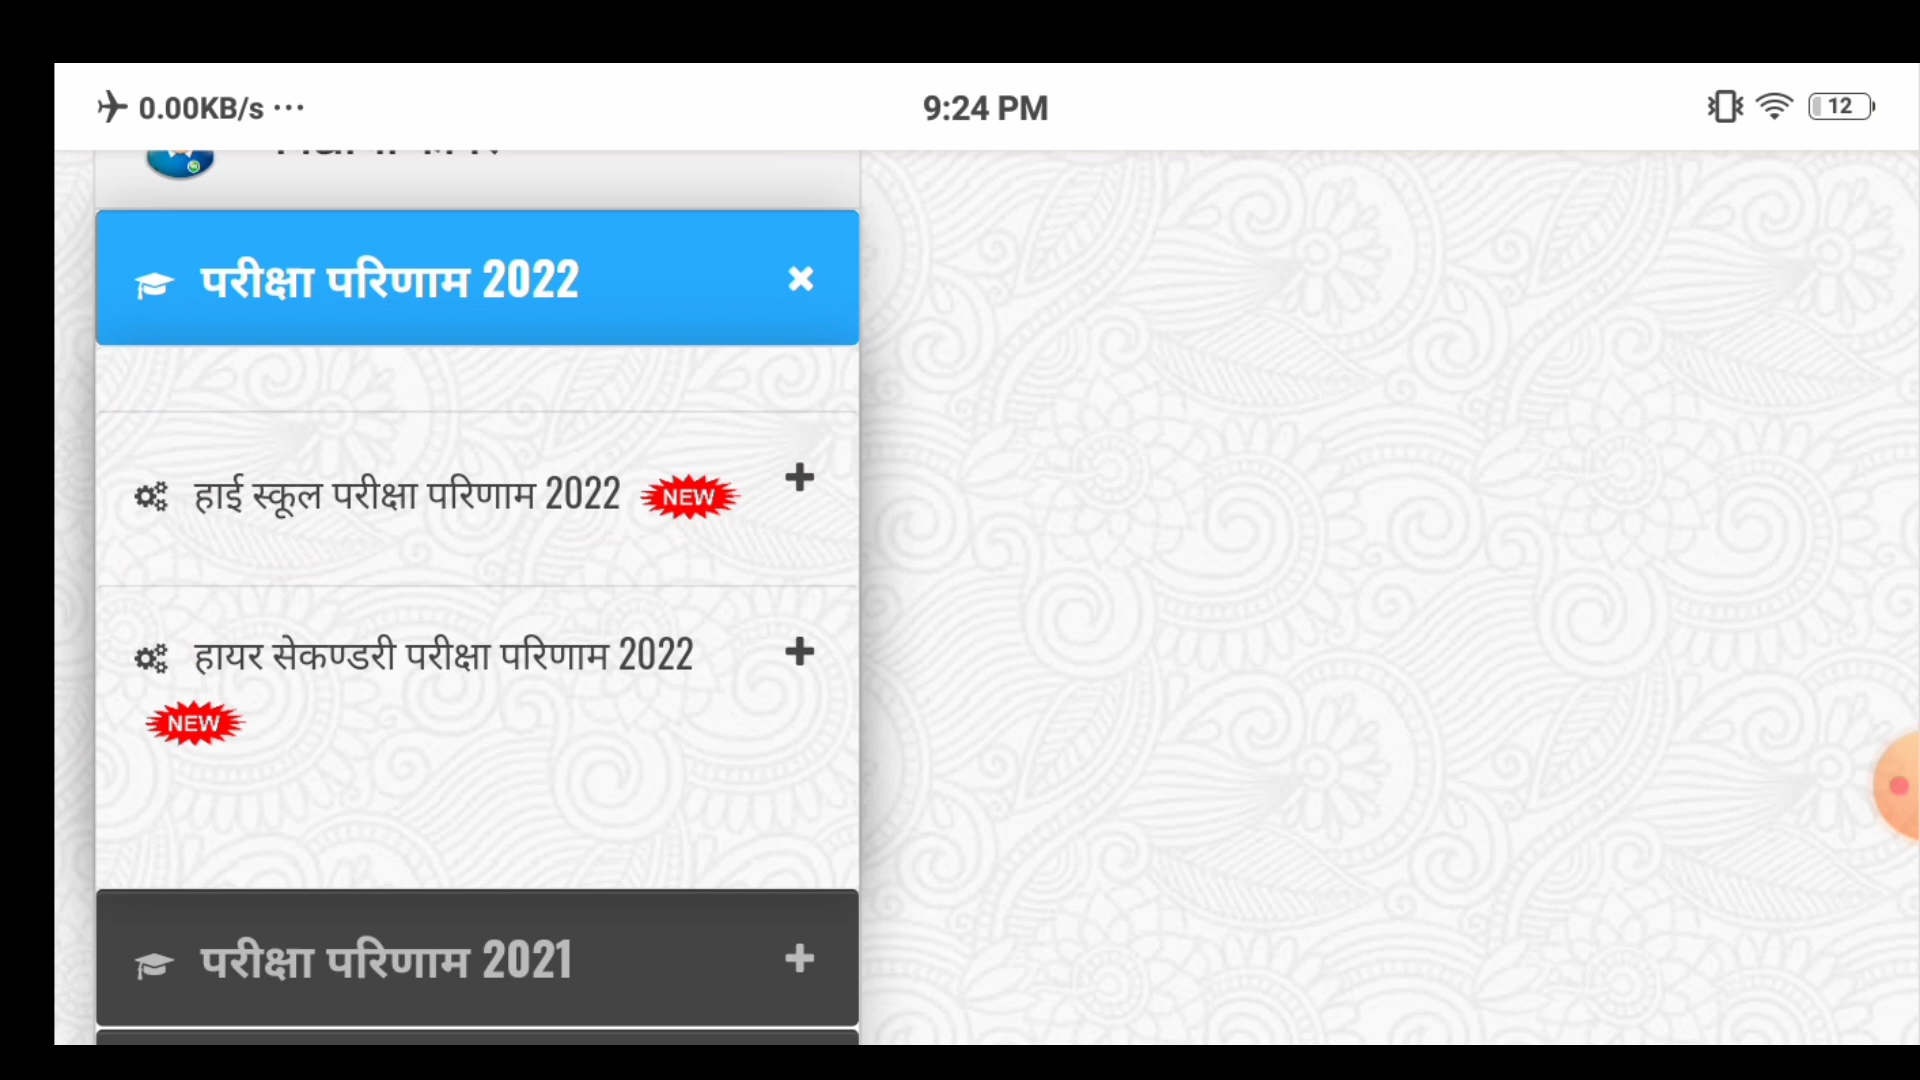 0.00KB/s ...
9:24 PM
12
परीक्षा परिणाम 2022
हाई स्कूल परीक्षा परिणाम 2022 NEW
हायर सेकण्डरी परीक्षा परिणाम 2022
NEW
परीक्षा परिणाम 2021